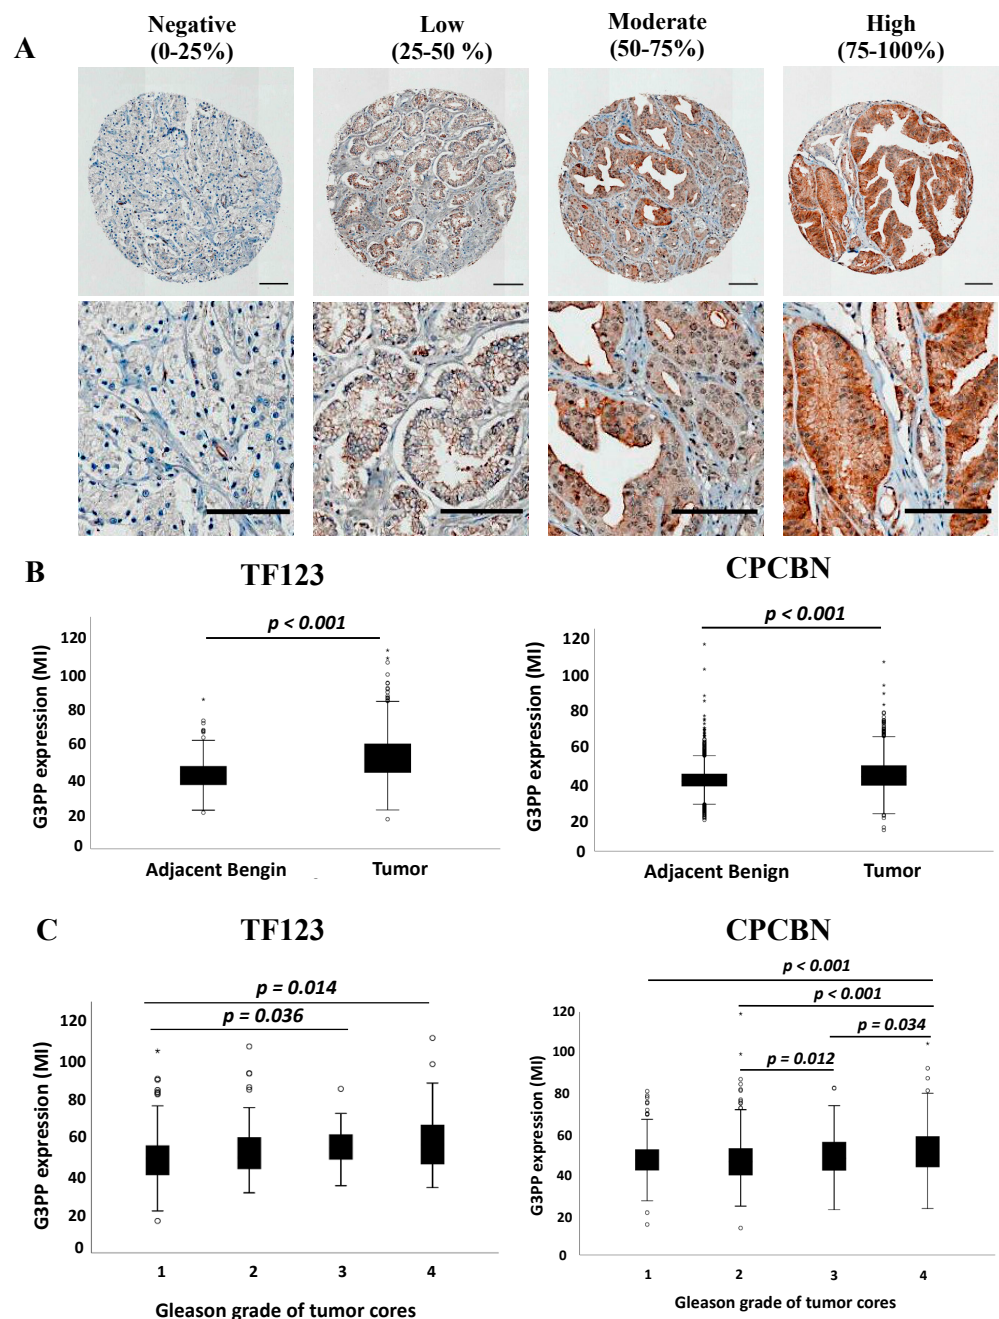 A
Negative
(0-25%)
Low
(25-50 %)
Moderate
(50-75%)
High
(75-100%)
B
TF123
p < 0.001
G3PP expression (MI)
120
100
80
60
40
20
0
Adjacent Bengin
Tumor
CPCBN
p < 0.001
G3PP expression (MI)
120
100
80
60
40
20
0
Adjacent Benign
Tumor
C
TF123
p = 0.014
p = 0.036
G3PP expression (MI)
120
100
80
60
40
20
0
1 2 3 4
Gleason grade of tumor cores
CPCBN
p < 0.001
p < 0.001
p = 0.034
p = 0.012
G3PP expression (MI)
120
100
80
60
40
20
0
1 2 3 4
Gleason grade of tumor cores